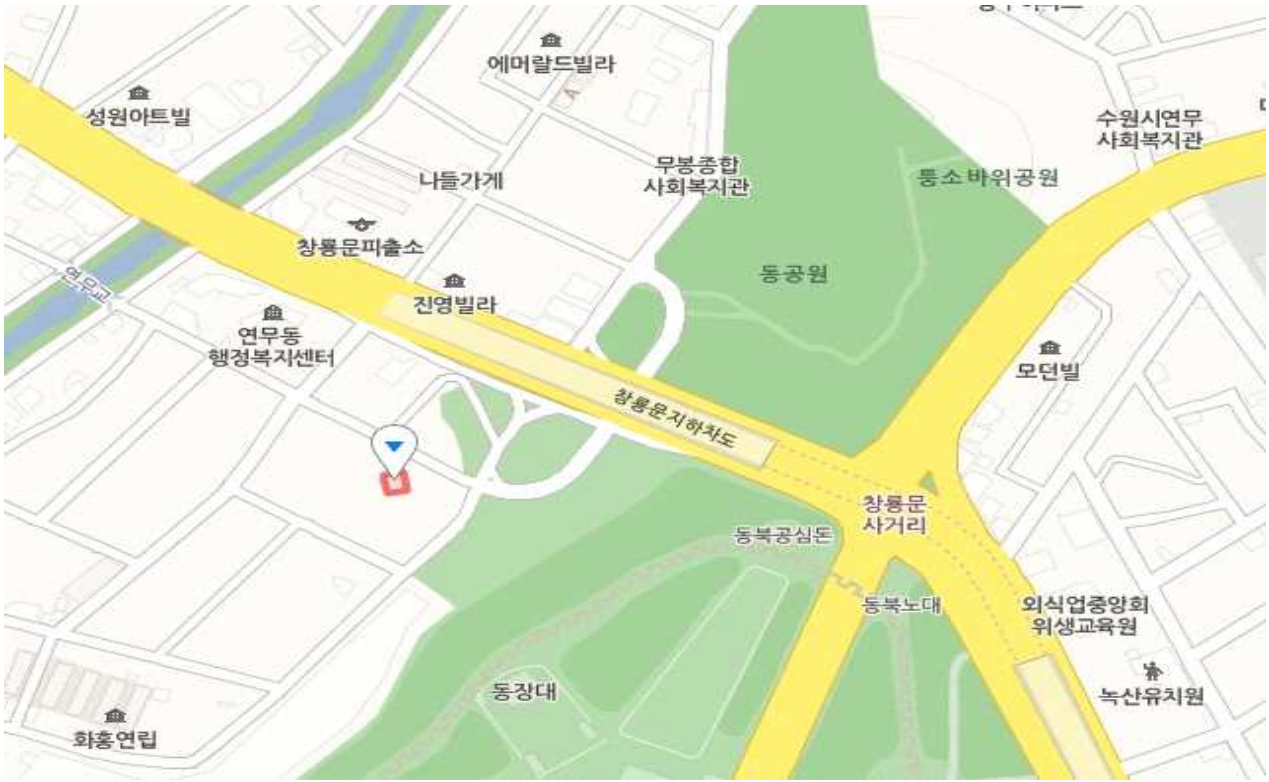 에머랄드빌라
성원아트빌
수원시연무
사회복지관
무봉종합
사회복지관
나들가게
퉁소바위공원
창룡문피출소
동공원
연무교
진영빌라
연무동
행정복지센터
모던빌
창룡문지하차도
창룡문
사거리
동북공심돈
동북노대
외식업중앙회
위생교육원
동장대
녹산유치원
화홍연립